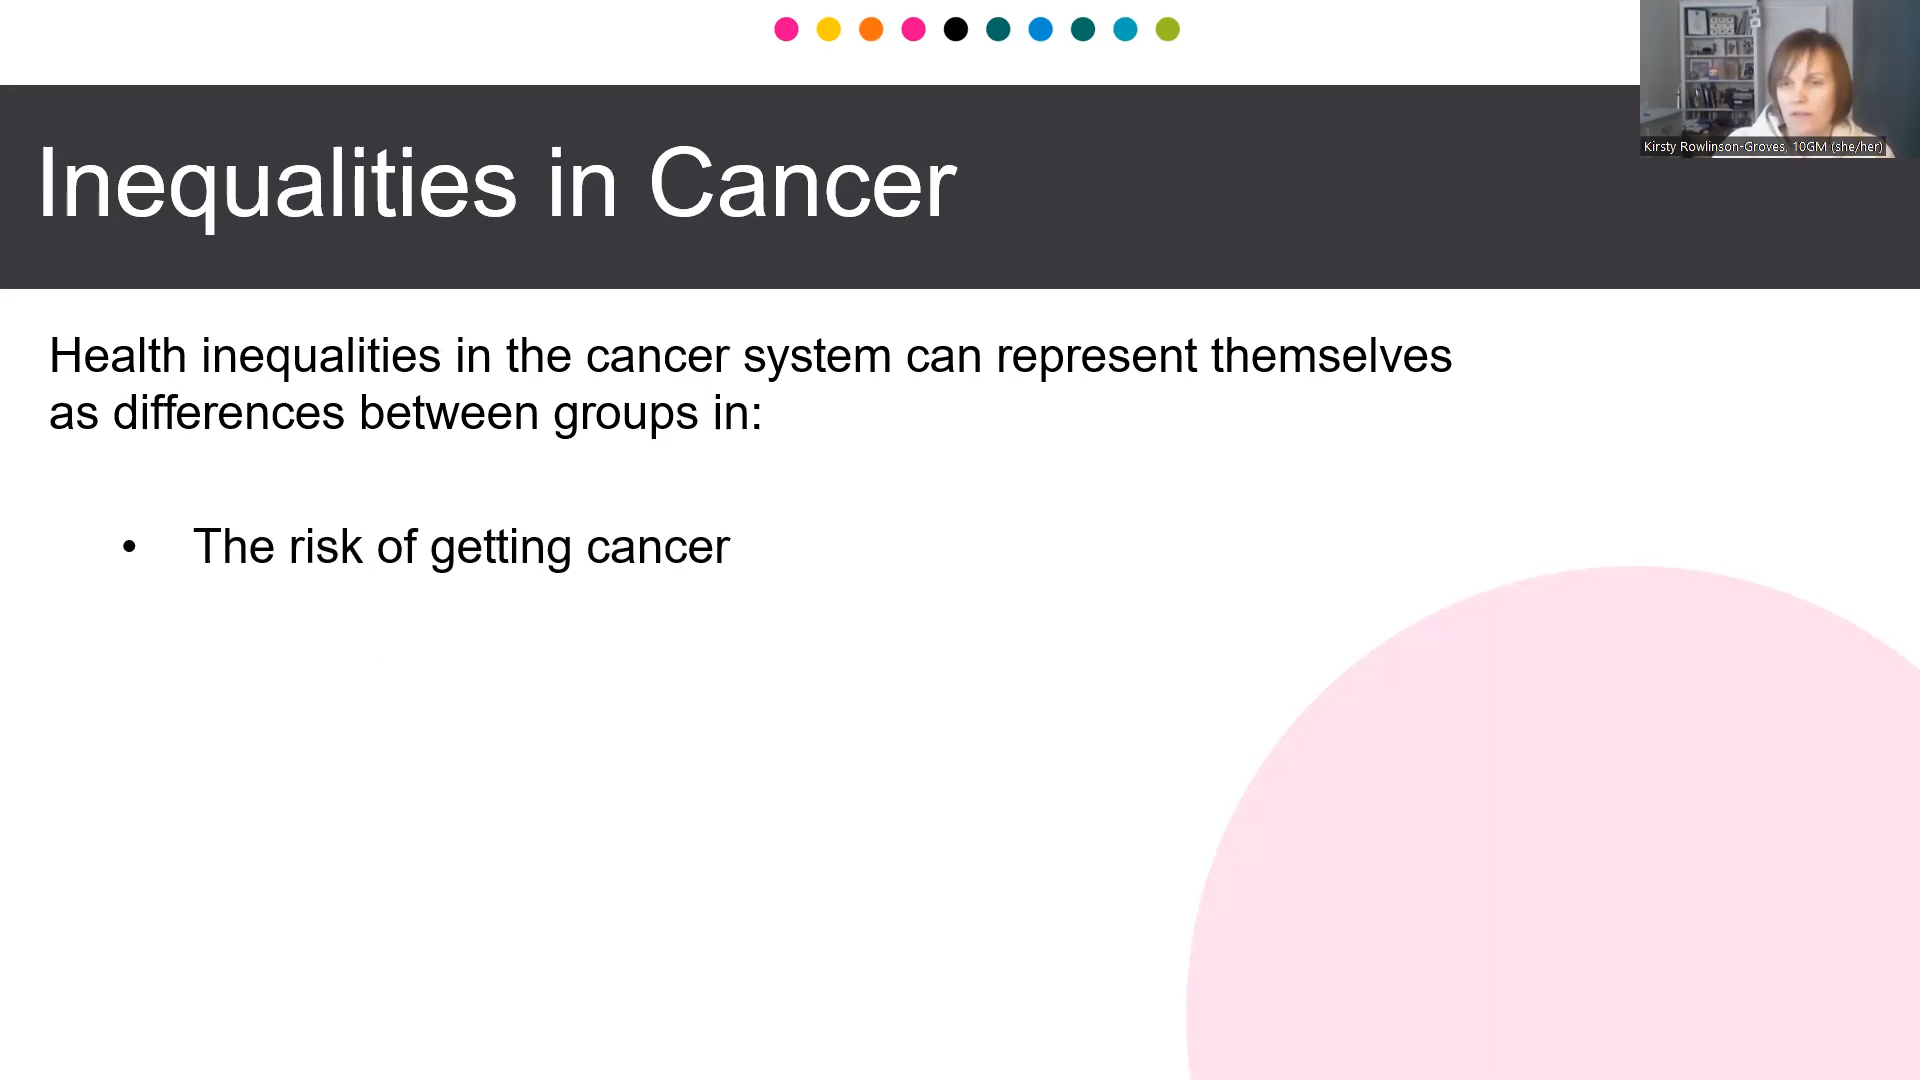 Kirsty Rowlinson-Groves, 10GM (she/her)
Inequalities in Cancer
Health inequalities in the cancer system can represent themselves
as differences between groups in:
• The risk of getting cancer